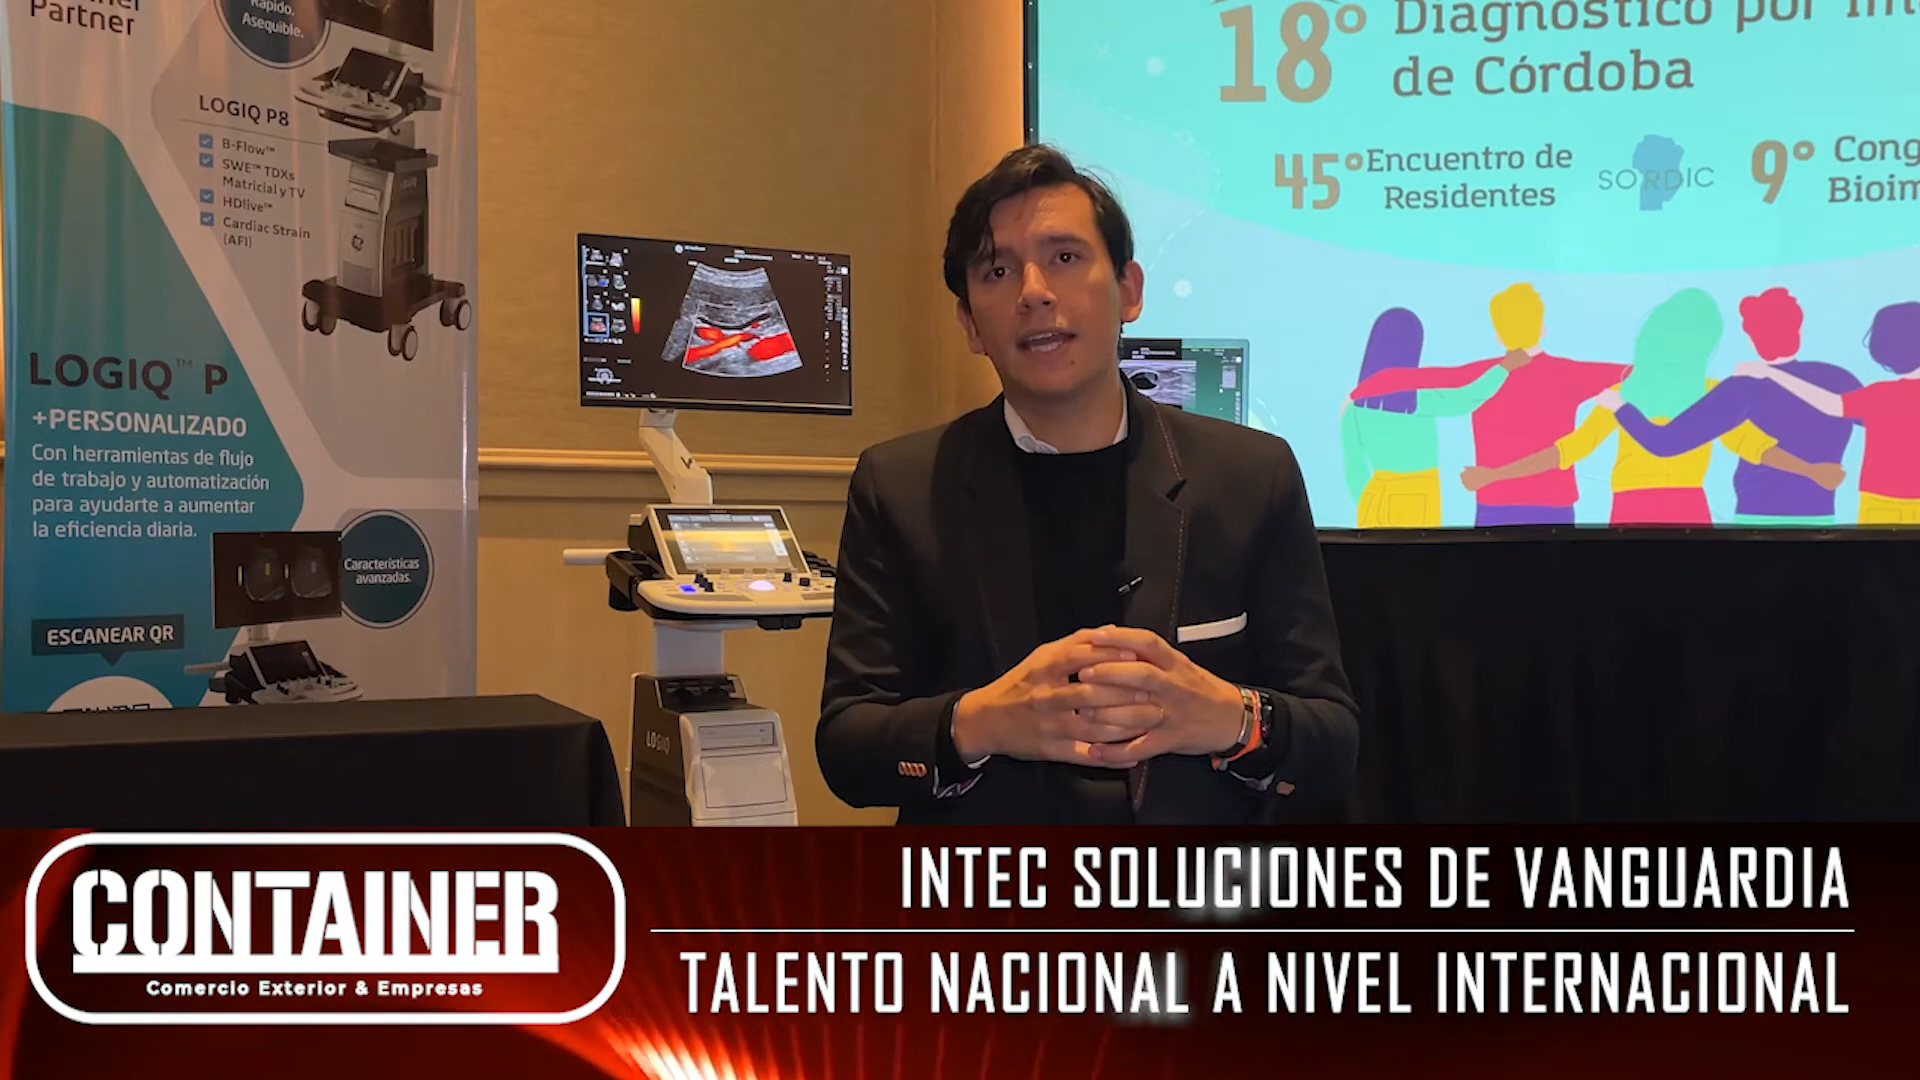 Partner
Rápido,
Asequible.
LOGIQ P8
B-Flow™
SWE™ TDXs
Matricial y TV
HDlive™
Cardiac Strain
(AFI)
LOGIQ™ P
+PERSONALIZADO
Con herramientas de flujo
de trabajo y automatización
para ayudarte a aumentar
la eficiencia diaria.
Características
avanzadas.
ESCANEAR QR
LOGIQ
18° Diagnóstico por
de Córdoba
45° Encuentro de
Residentes
SORDIC
9°
CONTAINER
Comercio Exterior & Empresas
INTEC SOLUCIONES DE VANGUARDIA
TALENTO NACIONAL A NIVEL INTERNACIONAL